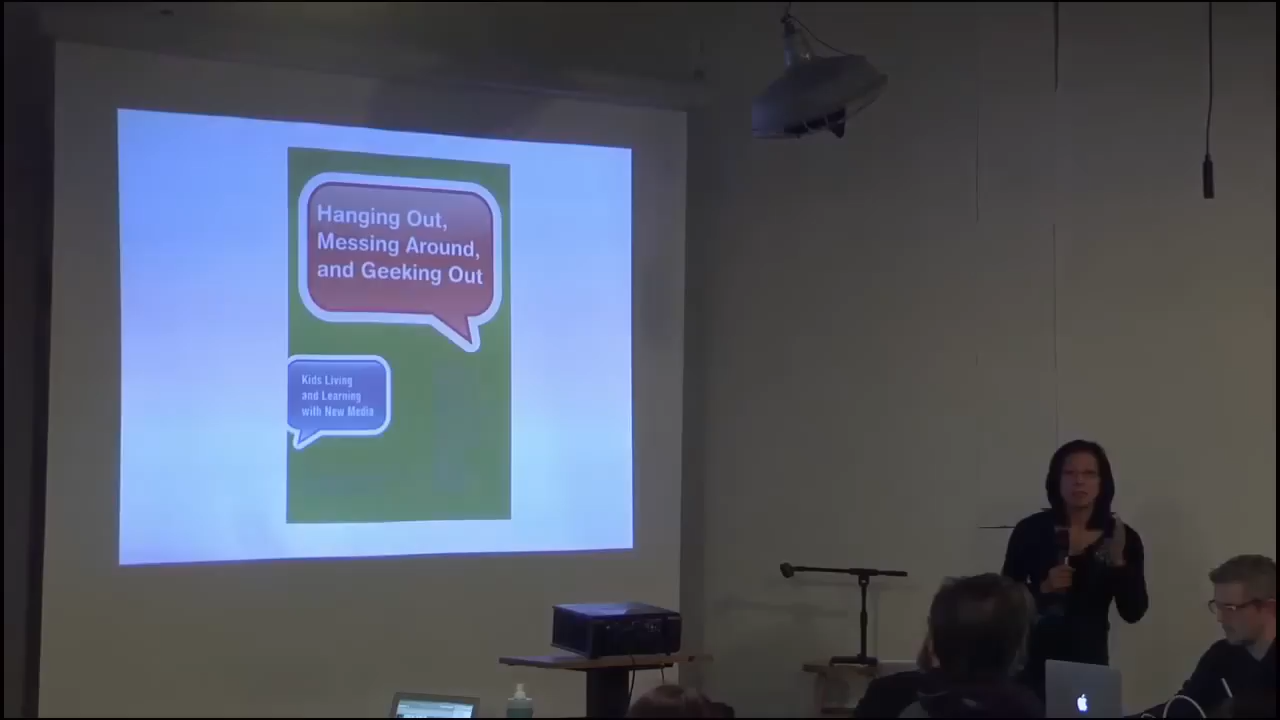 Hanging Out,
Messing Around,
and Geeking Out
Kids Living
and Learning
with New Media